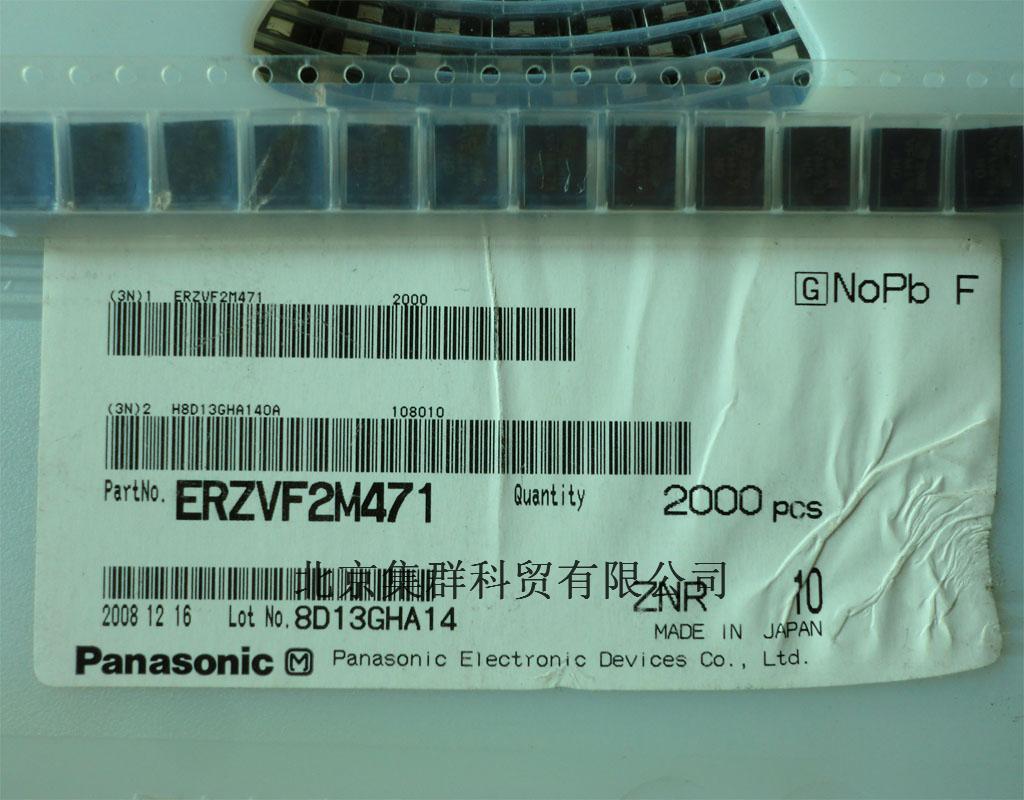 G NoPb F
(3N)1 ERZVF2M471 2000
(3N)2 H8D13GHA140A 108010
PartNo. ERZVF2M471 Quantity 2000 pcs
北京集群科贸有限公司
ZNR 10
2008 12 16 Lot No. 8D13GHA14
MADE IN JAPAN
Panasonic M Panasonic Electronic Devices Co., Ltd.